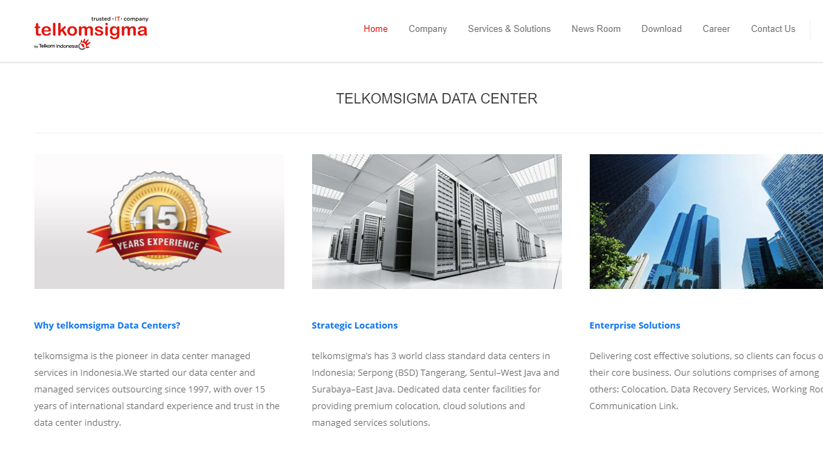 trusted • IT • company
telkomsigma
by Telkom Indonesia
Home Company Services & Solutions News Room Download Career Contact Us
TELKOMSIGMA DATA CENTER
+15
YEARS EXPERIENCE
Why telkomsigma Data Centers?
telkomsigma is the pioneer in data center managed
services in Indonesia.We started our data center and
managed services outsourcing since 1997, with over 15
years of international standard experience and trust in the
data center industry.
Strategic Locations
telkomsigma's has 3 world class standard data centers in
Indonesia; Serpong (BSD) Tangerang, Sentul–West Java and
Surabaya–East Java. Dedicated data center facilities for
providing premium colocation, cloud solutions and
managed services solutions.
Enterprise Solutions
Delivering cost effective solutions, so clients can focus
their core business. Our solutions comprises of among
others: Colocation, Data Recovery Services, Working
Communication Link.